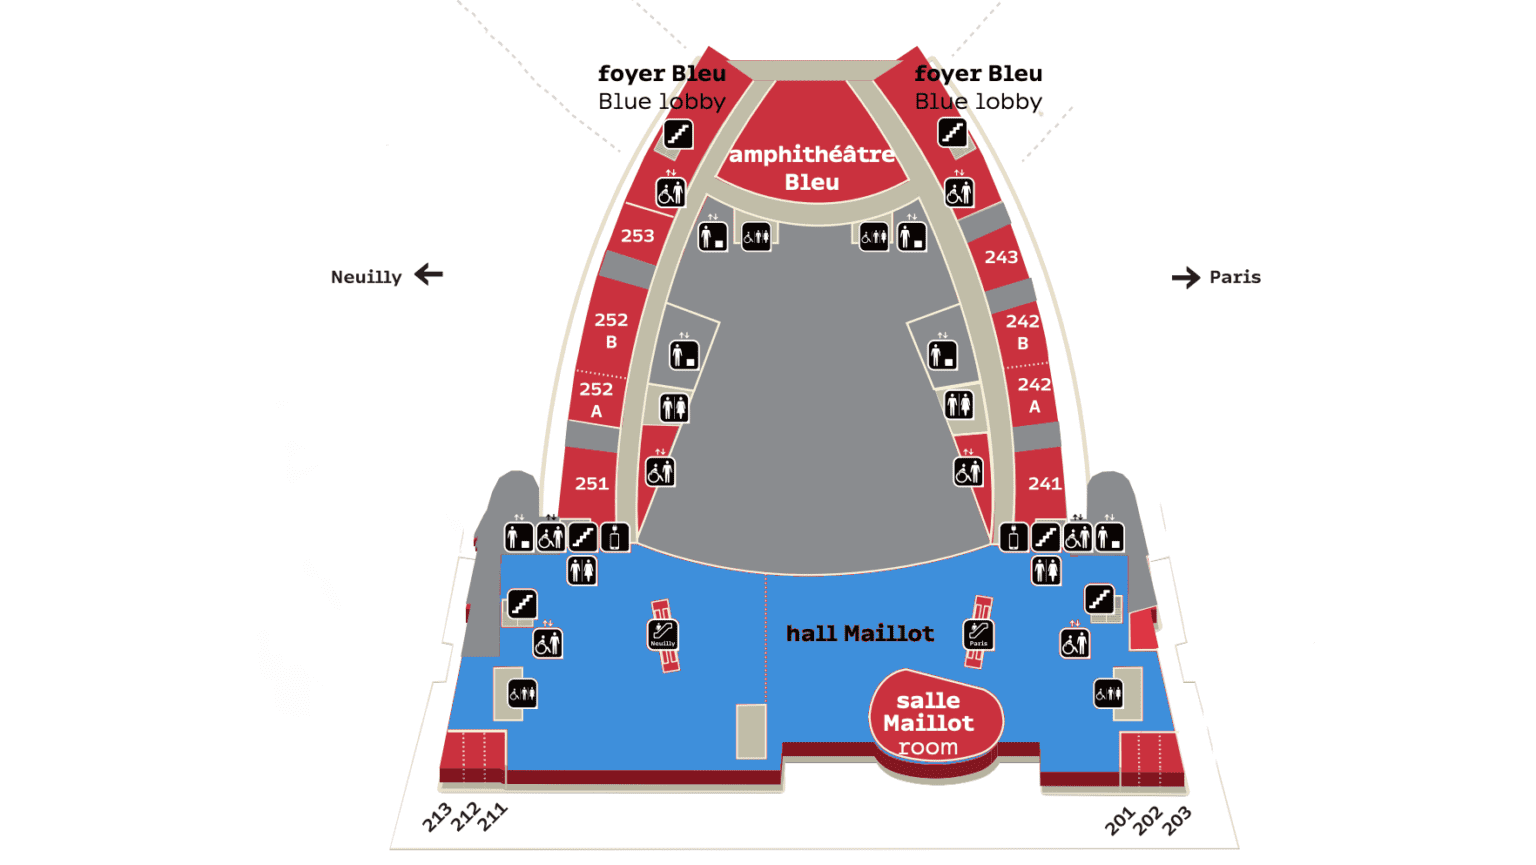 foyer Bleu
Blue lobby
foyer Bleu
Blue lobby
amphithéâtre
Bleu
253
243
Neuilly
Paris
252
B
242
B
252
A
242
A
251
241
Neuilly
hall Maillot
Paris
salle
Maillot
room
213
212
211
201
202
203